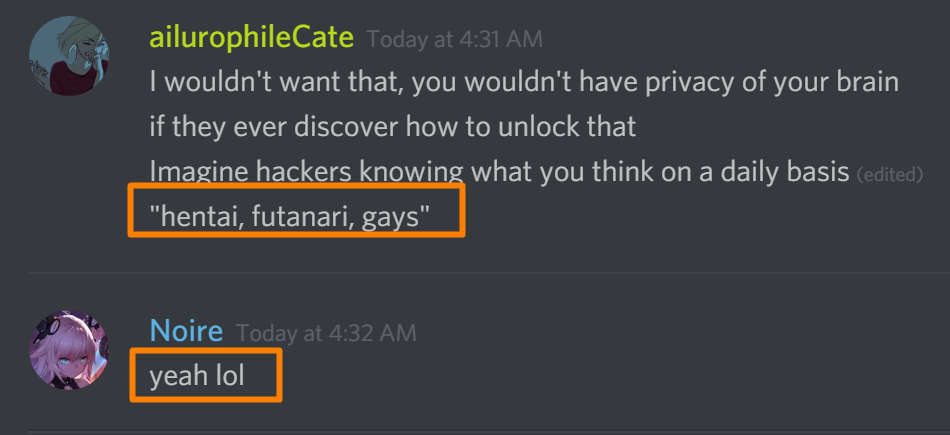 ailurophileCate Today at 4:31 AM
I wouldn't want that, you wouldn't have privacy of your brain
if they ever discover how to unlock that
Imagine hackers knowing what you think on a daily basis (edited)
"hentai, futanari, gays"
Noire Today at 4:32 AM
yeah lol